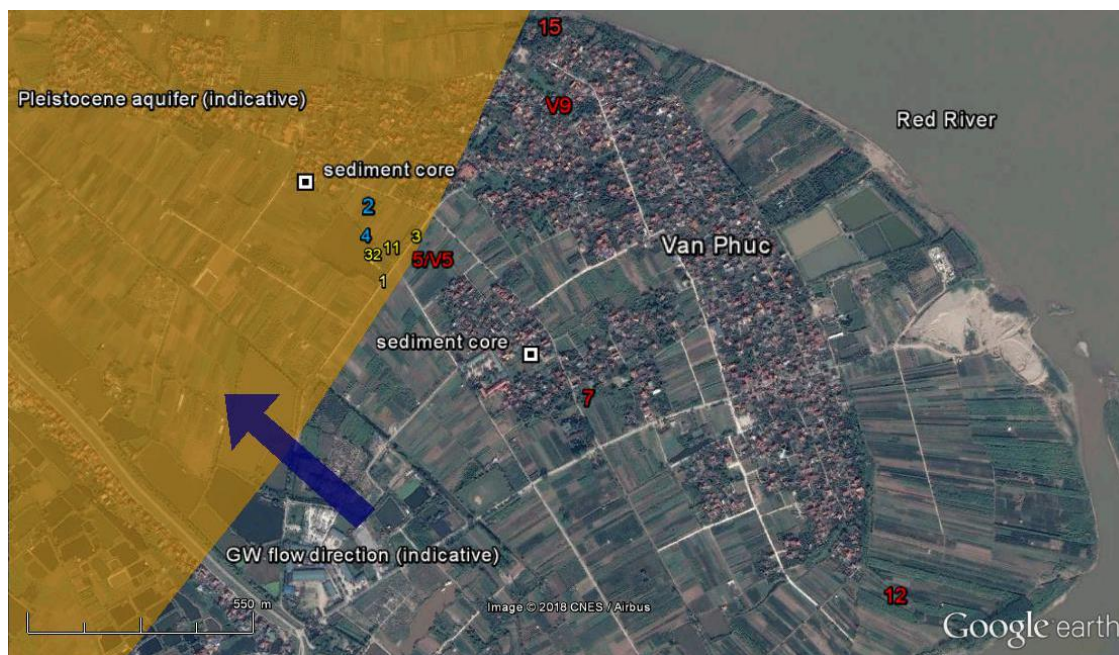 15
Pleistocene aquifer (indicative)
V9
Red River
sediment core
2
4
3
32
11
5/V5
Van Phuc
1
sediment core
7
GW flow direction (indicative)
550 m
Image © 2018 CNES / Airbus
12
Google earth